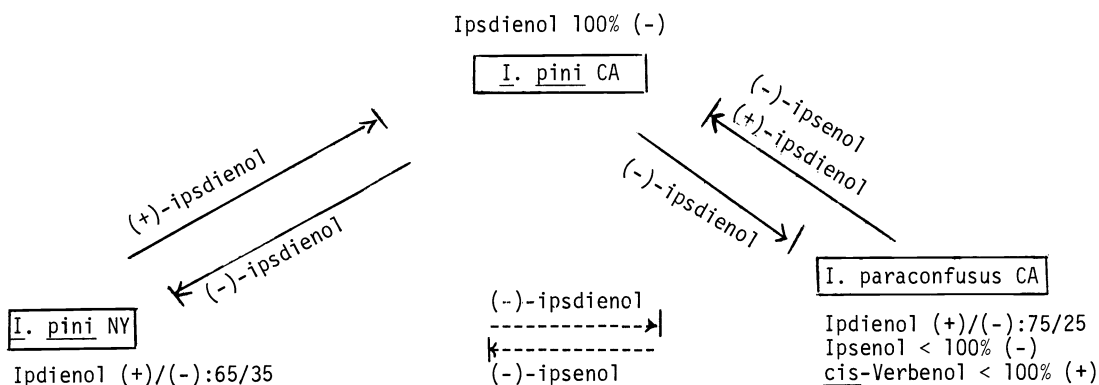 Ipsdienol 100% (-)
I. pini CA
(+)-ipsdienol
(-)-ipsdienol
(-)-ipsenol
(+)-ipsdienol
(-)-ipsdienol
I. pini NY
Ipdienol (+)/(-):65/35
(-)-ipsdienol
(-)-ipsenol
I. paraconfusus CA
Ipdienol (+)/(-):75/25
Ipsenol < 100% (-)
cis-Verbenol < 100% (+)